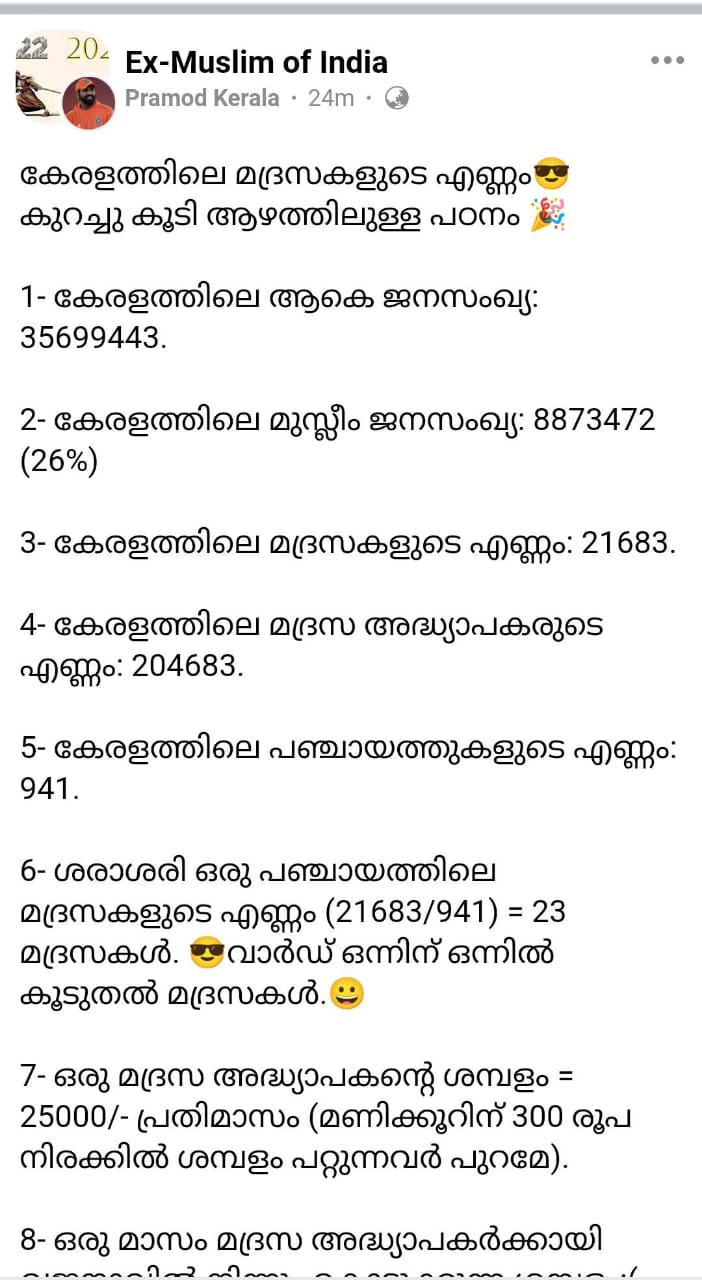 22 202
Ex-Muslim of India
Pramod Kerala · 24m ·
കേരളത്തിലെ മദ്രസകളുടെ എണ്ണം😎
കുറച്ചു കൂടി ആഴത്തിലുള്ള പഠനം 🎉
1- കേരളത്തിലെ ആകെ ജനസംഖ്യ:
35699443.
2- കേരളത്തിലെ മുസ്ലീം ജനസംഖ്യ: 8873472
(26%)
3- കേരളത്തിലെ മദ്രസകളുടെ എണ്ണം: 21683.
4- കേരളത്തിലെ മദ്രസ അദ്ധ്യാപകരുടെ
എണ്ണം: 204683.
5- കേരളത്തിലെ പഞ്ചായത്തുകളുടെ എണ്ണം:
941.
6- ശരാശരി ഒരു പഞ്ചായത്തിലെ
മദ്രസകളുടെ എണ്ണം (21683/941) = 23
മദ്രസകൾ. 😎വാർഡ് ഒന്നിന് ഒന്നിൽ
കൂടുതൽ മദ്രസകൾ.😀
7- ഒരു മദ്രസ അദ്ധ്യാപകന്റെ ശമ്പളം =
25000/- പ്രതിമാസം (മണിക്കൂറിന് 300 രൂപ
നിരക്കിൽ ശമ്പളം പറ്റുന്നവർ പുറമേ).
8- ഒരു മാസം മദ്രസ അദ്ധ്യാപകർക്കായി